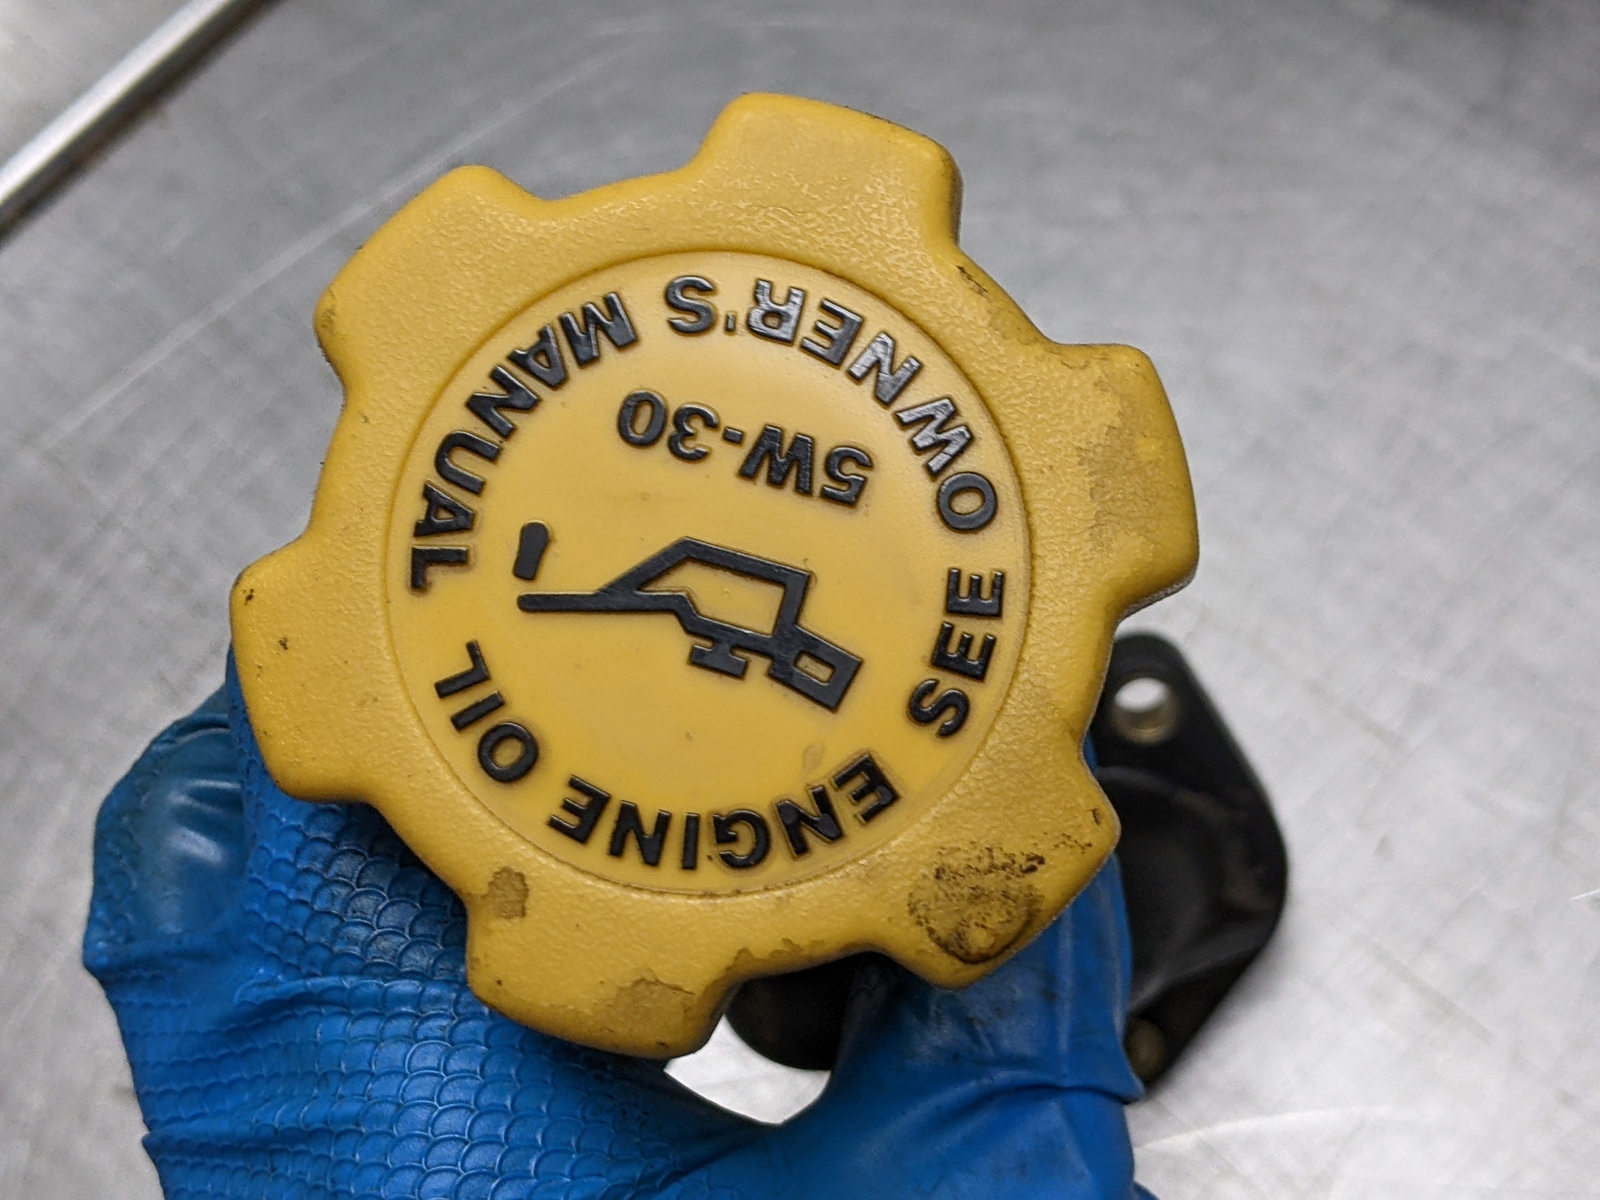 ENGINE OIL
SEE OWNER'S MANUAL
5W-30